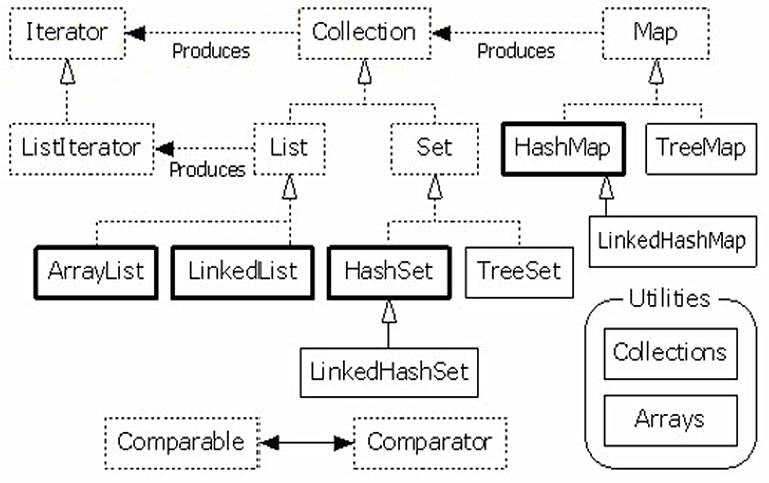 Iterator
Produces
Collection
Produces
Map
ListIterator
Produces
List
Set
HashMap
TreeMap
ArrayList
LinkedList
HashSet
TreeSet
LinkedHashMap
Utilities
Collections
Arrays
LinkedHashSet
Comparable
Comparator